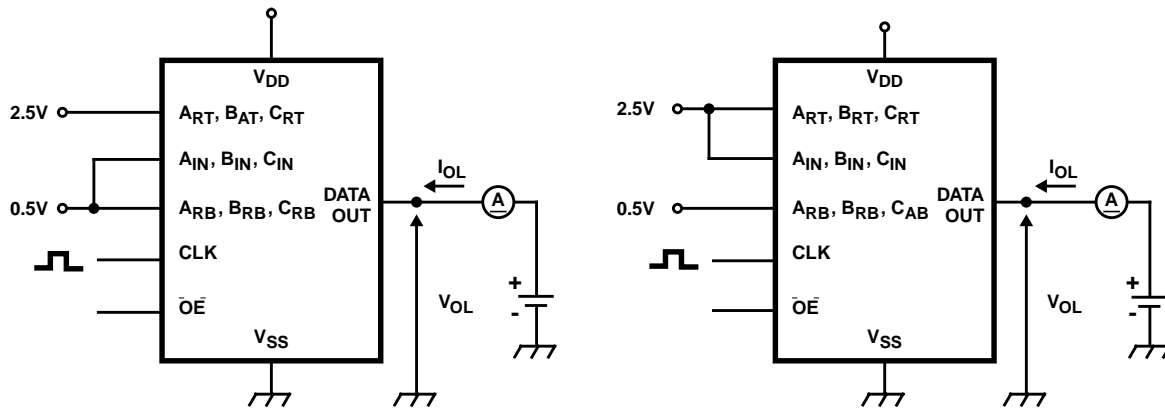 VDD
2.5V
ART, BAT, CRT
AIN, BIN, CIN
0.5V
ARB, BRB, CRB
DATA
OUT
IOL
A
CLK
OE
VOL
+
-
VSS
VDD
2.5V
ART, BRT, CRT
AIN, BIN, CIN
0.5V
ARB, BRB, CAB
DATA
OUT
IOL
A
CLK
OE
VOL
+
-
VSS